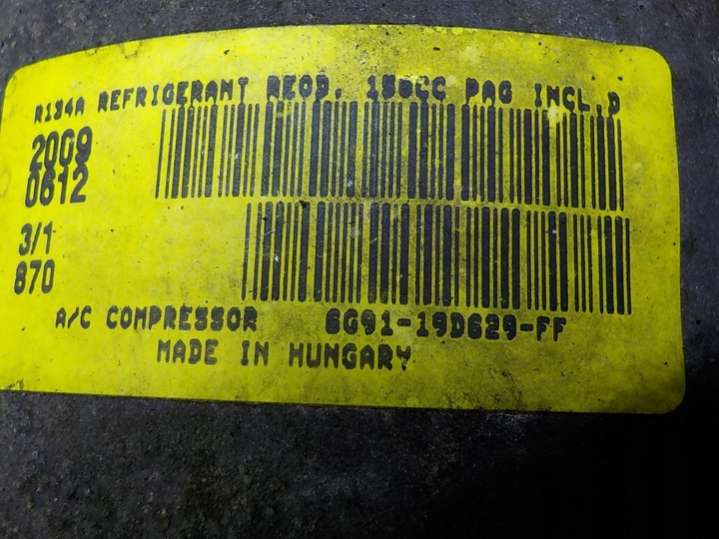 R134A REFRIGERANT REQD. 150CC PAG INCL.D
2009
0612
3/1
870
A/C COMPRESSOR 6G91-19D629-FF
MADE IN HUNGARY